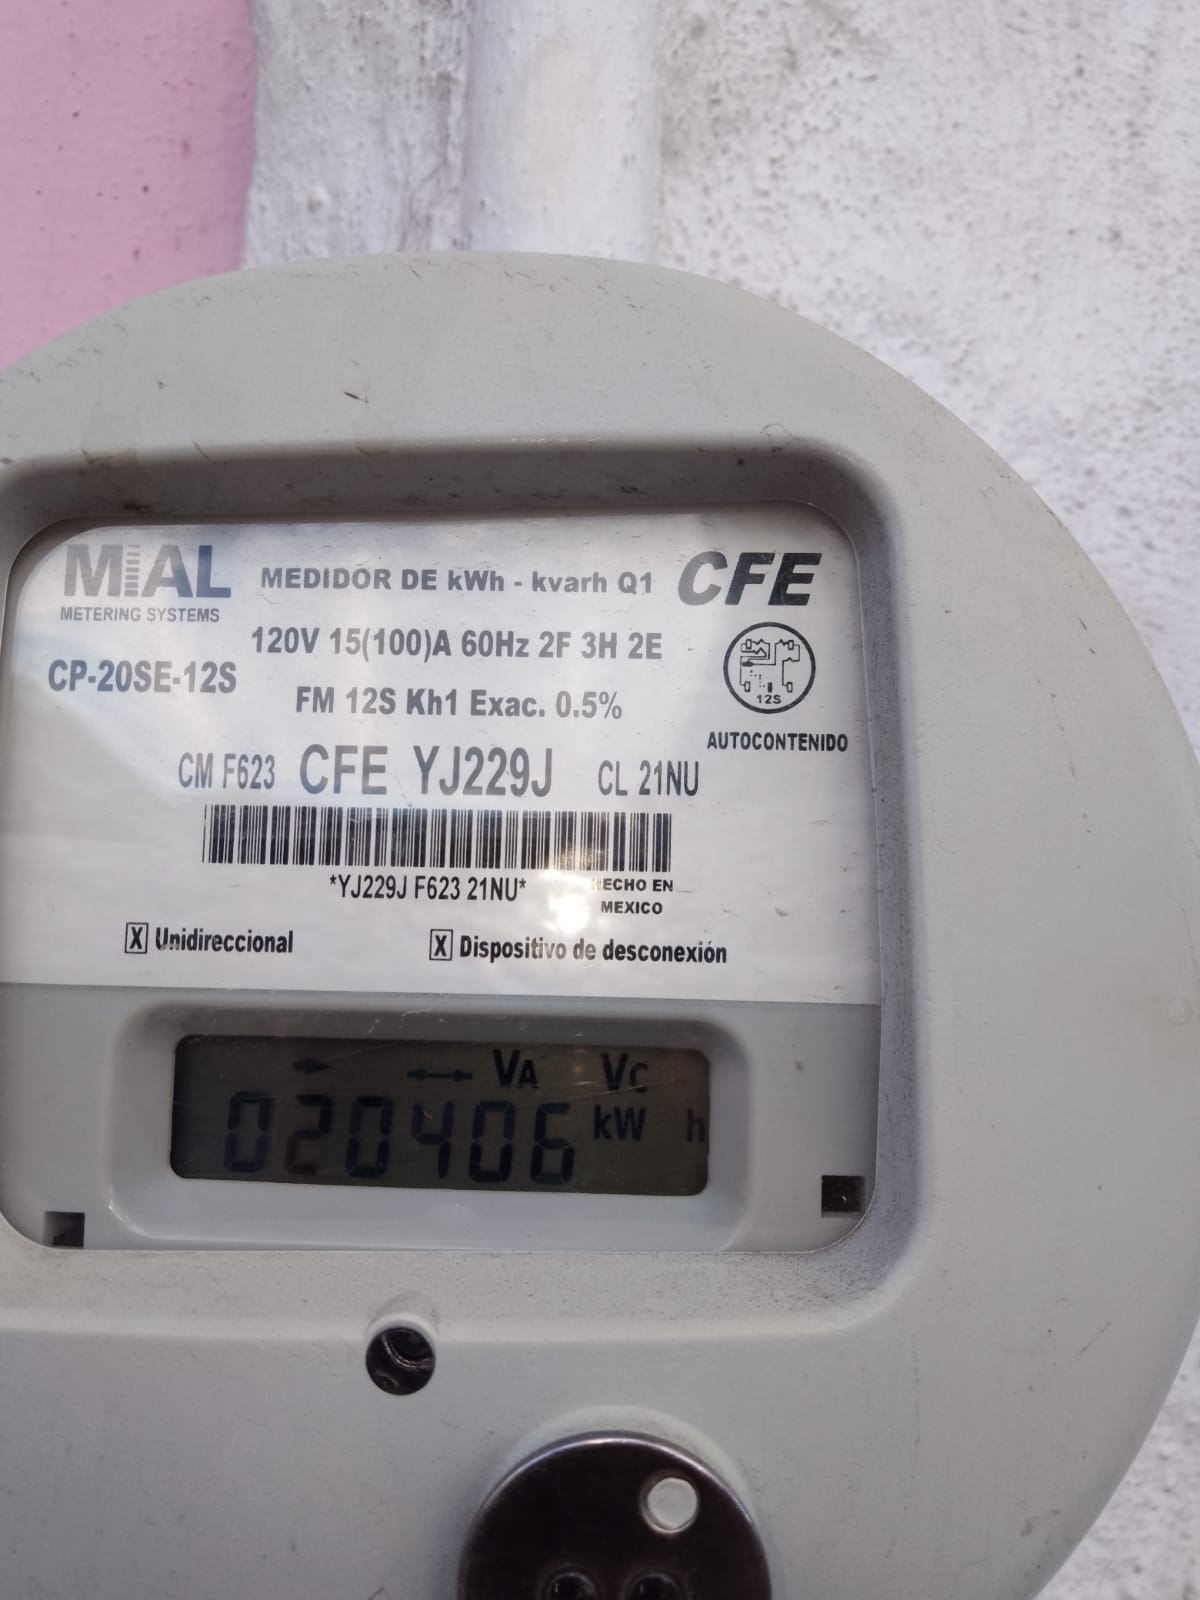 MIAL
METERING SYSTEMS
MEDIDOR DE kWh - kvarh Q1
CFE
120V 15(100)A 60Hz 2F 3H 2E
CP-20SE-12S
FM 12S Kh1 Exac. 0.5%
12S
AUTOCONTENIDO
CM F623 CFE YJ229J CL 21NU
*YJ229J F623 21NU*
HECHO EN
MEXICO
X Unidireccional
X Dispositivo de desconexión
VA VC
020406 kW h